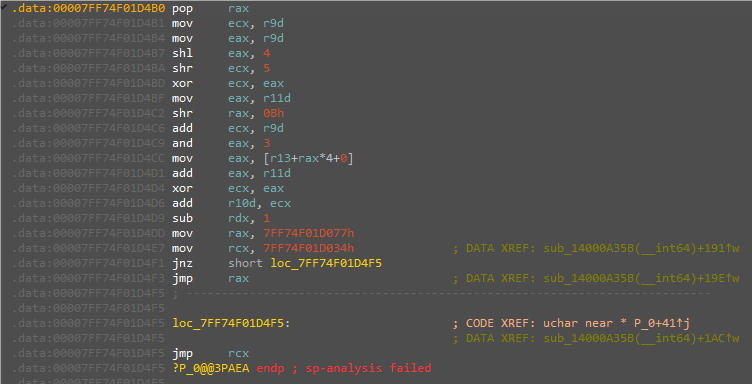 .data:00007FF74F01D4B0 pop rax
.data:00007FF74F01D4B1 mov ecx, r9d
.data:00007FF74F01D4B4 mov eax, r9d
.data:00007FF74F01D4B7 shl eax, 4
.data:00007FF74F01D4BA shr ecx, 5
.data:00007FF74F01D4BD xor ecx, eax
.data:00007FF74F01D4BF mov eax, r11d
.data:00007FF74F01D4C2 shr rax, 0Bh
.data:00007FF74F01D4C6 add ecx, r9d
.data:00007FF74F01D4C9 and eax, 3
.data:00007FF74F01D4CC mov eax, [r13+rax*4+0]
.data:00007FF74F01D4D1 add eax, r11d
.data:00007FF74F01D4D4 xor ecx, eax
.data:00007FF74F01D4D6 add r10d, ecx
.data:00007FF74F01D4D9 sub rdx, 1
.data:00007FF74F01D4DD mov rax, 7FF74F01D077h
.data:00007FF74F01D4E7 mov rcx, 7FF74F01D034h ; DATA XREF: sub_14000A35B(__int64)+191↑w
.data:00007FF74F01D4F1 jnz short loc_7FF74F01D4F5
.data:00007FF74F01D4F3 jmp rax ; DATA XREF: sub_14000A35B(__int64)+19E↑w
.data:00007FF74F01D4F5 ; ---------------------------------------------------------------------------
.data:00007FF74F01D4F5
.data:00007FF74F01D4F5 loc_7FF74F01D4F5: ; CODE XREF: uchar near * P_0+41↑j
.data:00007FF74F01D4F5 ; DATA XREF: sub_14000A35B(__int64)+1AC↑w
.data:00007FF74F01D4F5 jmp rcx
.data:00007FF74F01D4F5 ?P_0@@3PAEA endp ; sp-analysis failed
.data:00007FF74F01D4F5